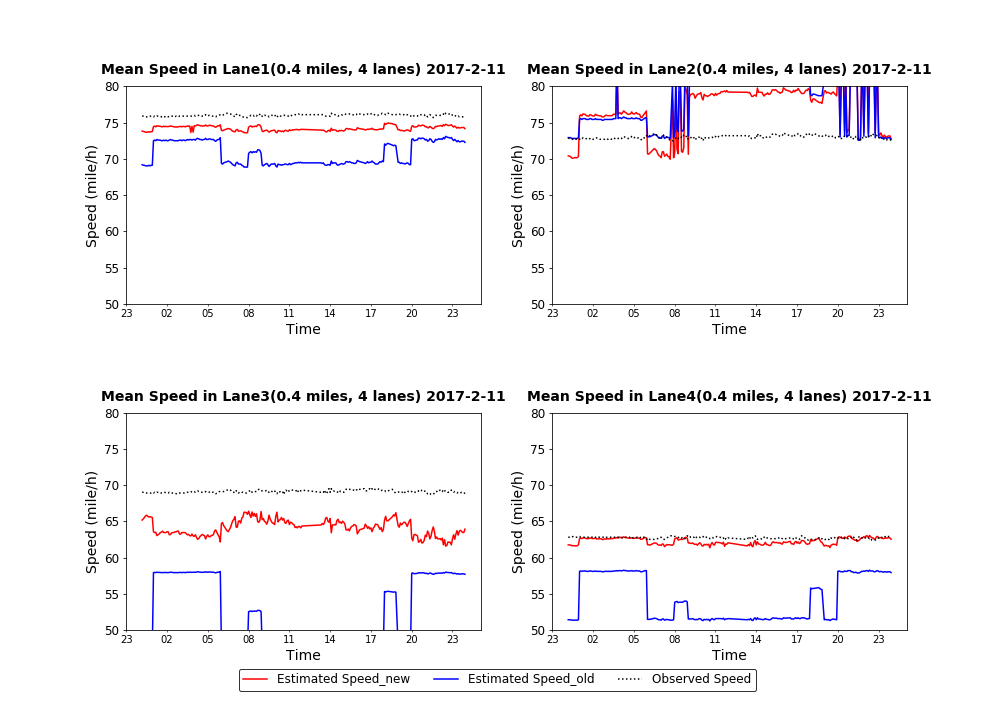 Mean Speed in Lane1(0.4 miles, 4 lanes) 2017-2-11
80
75
70
65
60
55
50
Speed (mile/h)
23 02 05 08 11 14 17 20 23
Time
Mean Speed in Lane2(0.4 miles, 4 lanes) 2017-2-11
80
75
70
65
60
55
50
Speed (mile/h)
23 02 05 08 11 14 17 20 23
Time
Mean Speed in Lane3(0.4 miles, 4 lanes) 2017-2-11
80
75
70
65
60
55
50
Speed (mile/h)
23 02 05 08 11 14 17 20 23
Time
Mean Speed in Lane4(0.4 miles, 4 lanes) 2017-2-11
80
75
70
65
60
55
50
Speed (mile/h)
23 02 05 08 11 14 17 20 23
Time
Estimated Speed_new Estimated Speed_old Observed Speed